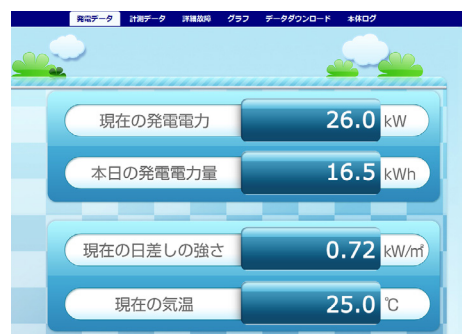 発電データ 計測データ 詳細故障 グラフ データダウンロード 本体ログ
現在の発電電力 26.0 kW
本日の発電電力量 16.5 kWh
現在の日差しの強さ 0.72 kW/㎡
現在の気温 25.0 ℃